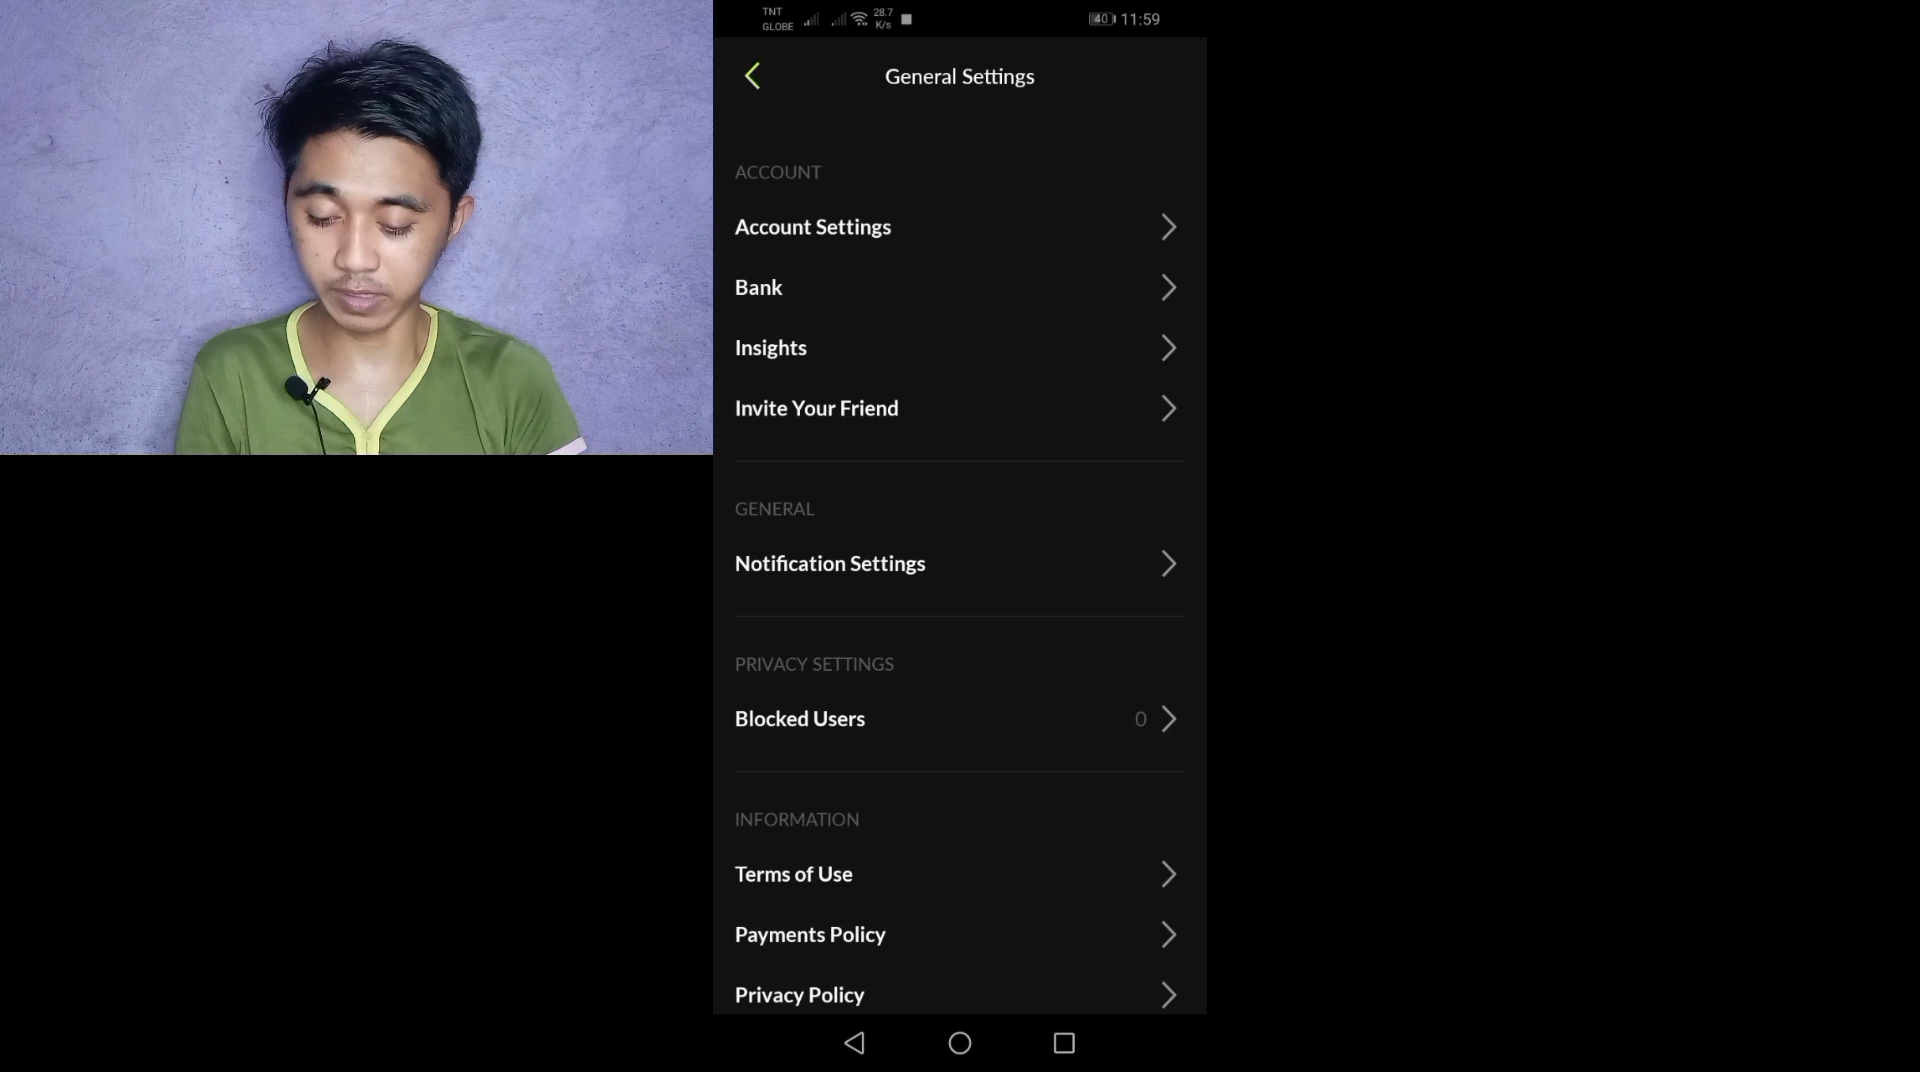 TNT
GLOBE
28.7
K/s
40
11:59
General Settings
ACCOUNT
Account Settings
Bank
Insights
Invite Your Friend
GENERAL
Notification Settings
PRIVACY SETTINGS
Blocked Users 0
INFORMATION
Terms of Use
Payments Policy
Privacy Policy